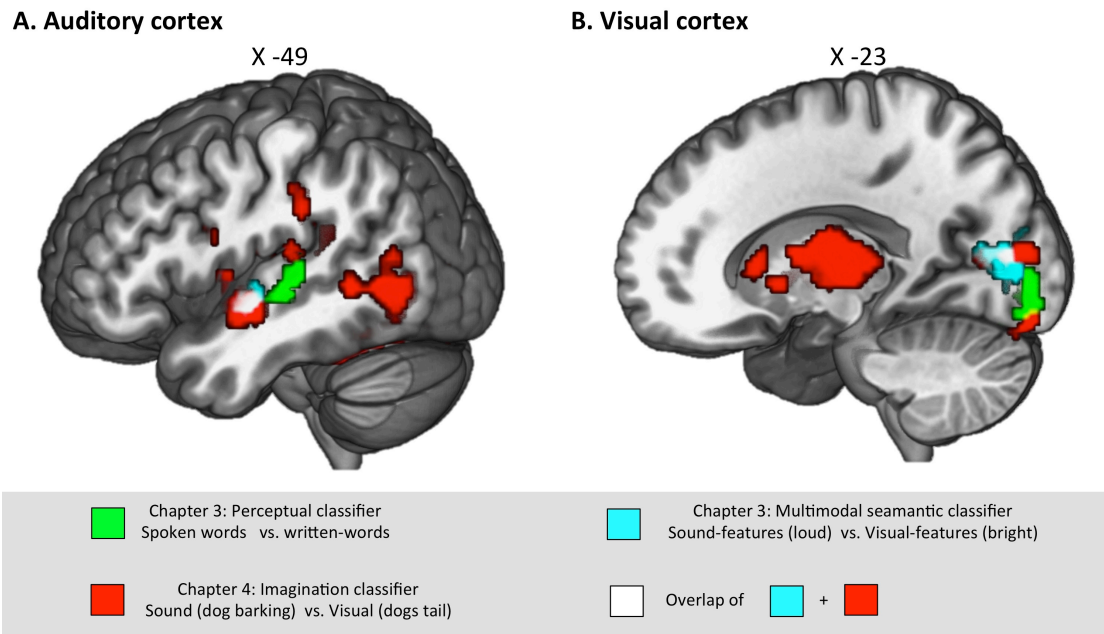 A. Auditory cortex
X -49
B. Visual cortex
X -23
Chapter 3: Perceptual classifier
Spoken words vs. written-words
Chapter 4: Imagination classifier
Sound (dog barking) vs. Visual (dogs tail)
Chapter 3: Multimodal seamantic classifier
Sound-features (loud) vs. Visual-features (bright)
Overlap of +